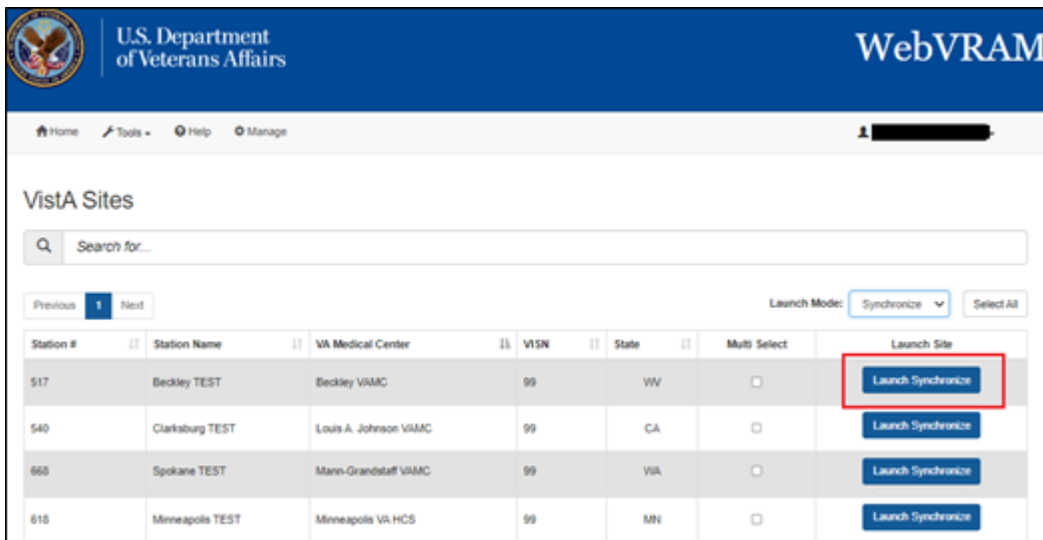 U.S. Department
of Veterans Affairs
WebVRAM
Home Tools Help Manage
VistA Sites
Search for...
Previous 1 Next Launch Mode: Synchronize Select All
Station # Station Name VA Medical Center VISN State Multi Select Launch Site
517 Beckley TEST Beckley VAMC 99 WV Launch Synchronize
540 Clarksburg TEST Louis A. Johnson VAMC 99 CA Launch Synchronize
668 Spokane TEST Mann-Grandstaff VAMC 99 WA Launch Synchronize
618 Minneapolis TEST Minneapolis VA HCS 99 MN Launch Synchronize